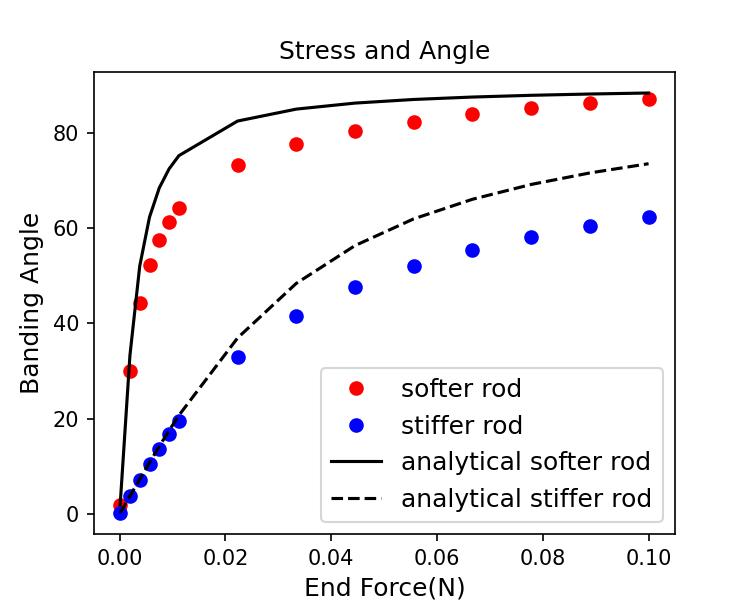 Stress and Angle
80
60
40
20
0
Banding Angle
softer rod
stiffer rod
analytical softer rod
analytical stiffer rod
0.00 0.02 0.04 0.06 0.08 0.10
End Force(N)